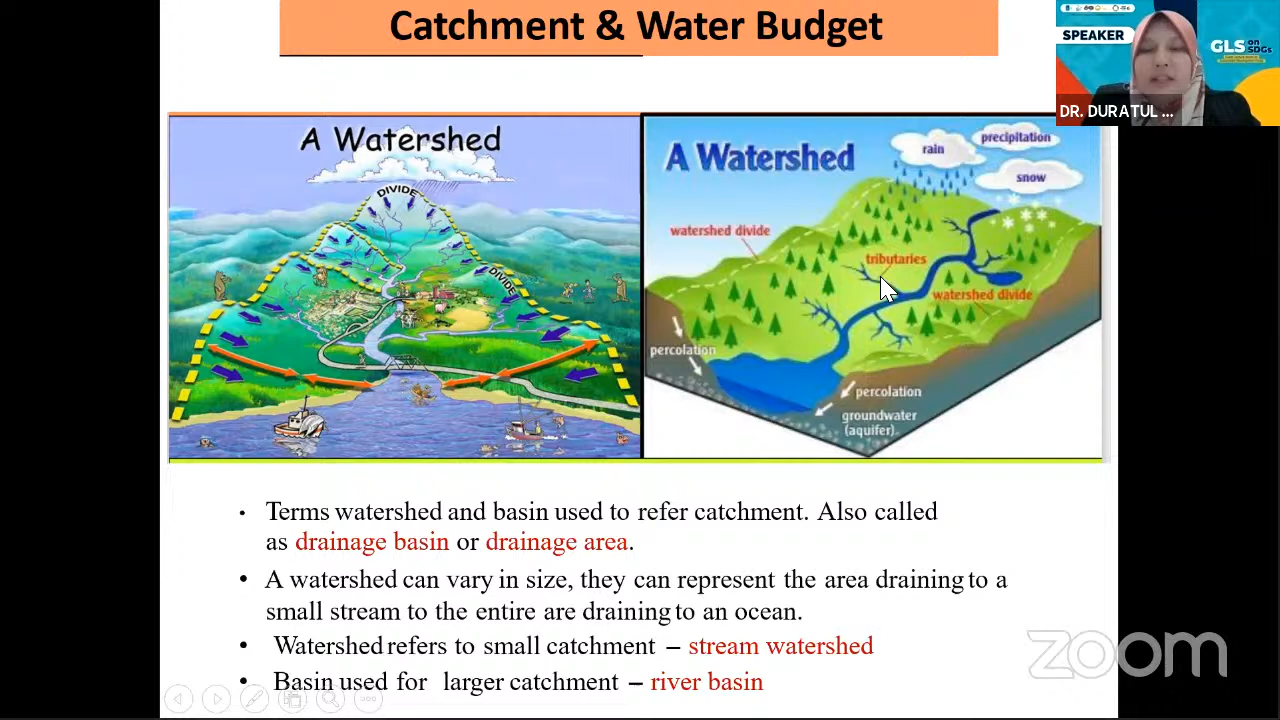 Catchment & Water Budget
SPEAKER
GLS on SDGs
DR. DURATUL ...
A Watershed
DIVIDE
DIVIDE
A Watershed
rain
precipitation
snow
watershed divide
tributaries
watershed divide
percolation
percolation
groundwater
(aquifer)
• Terms watershed and basin used to refer catchment. Also called
as drainage basin or drainage area.
• A watershed can vary in size, they can represent the area draining to a
small stream to the entire are draining to an ocean.
• Watershed refers to small catchment – stream watershed
• Basin used for larger catchment – river basin
zoom